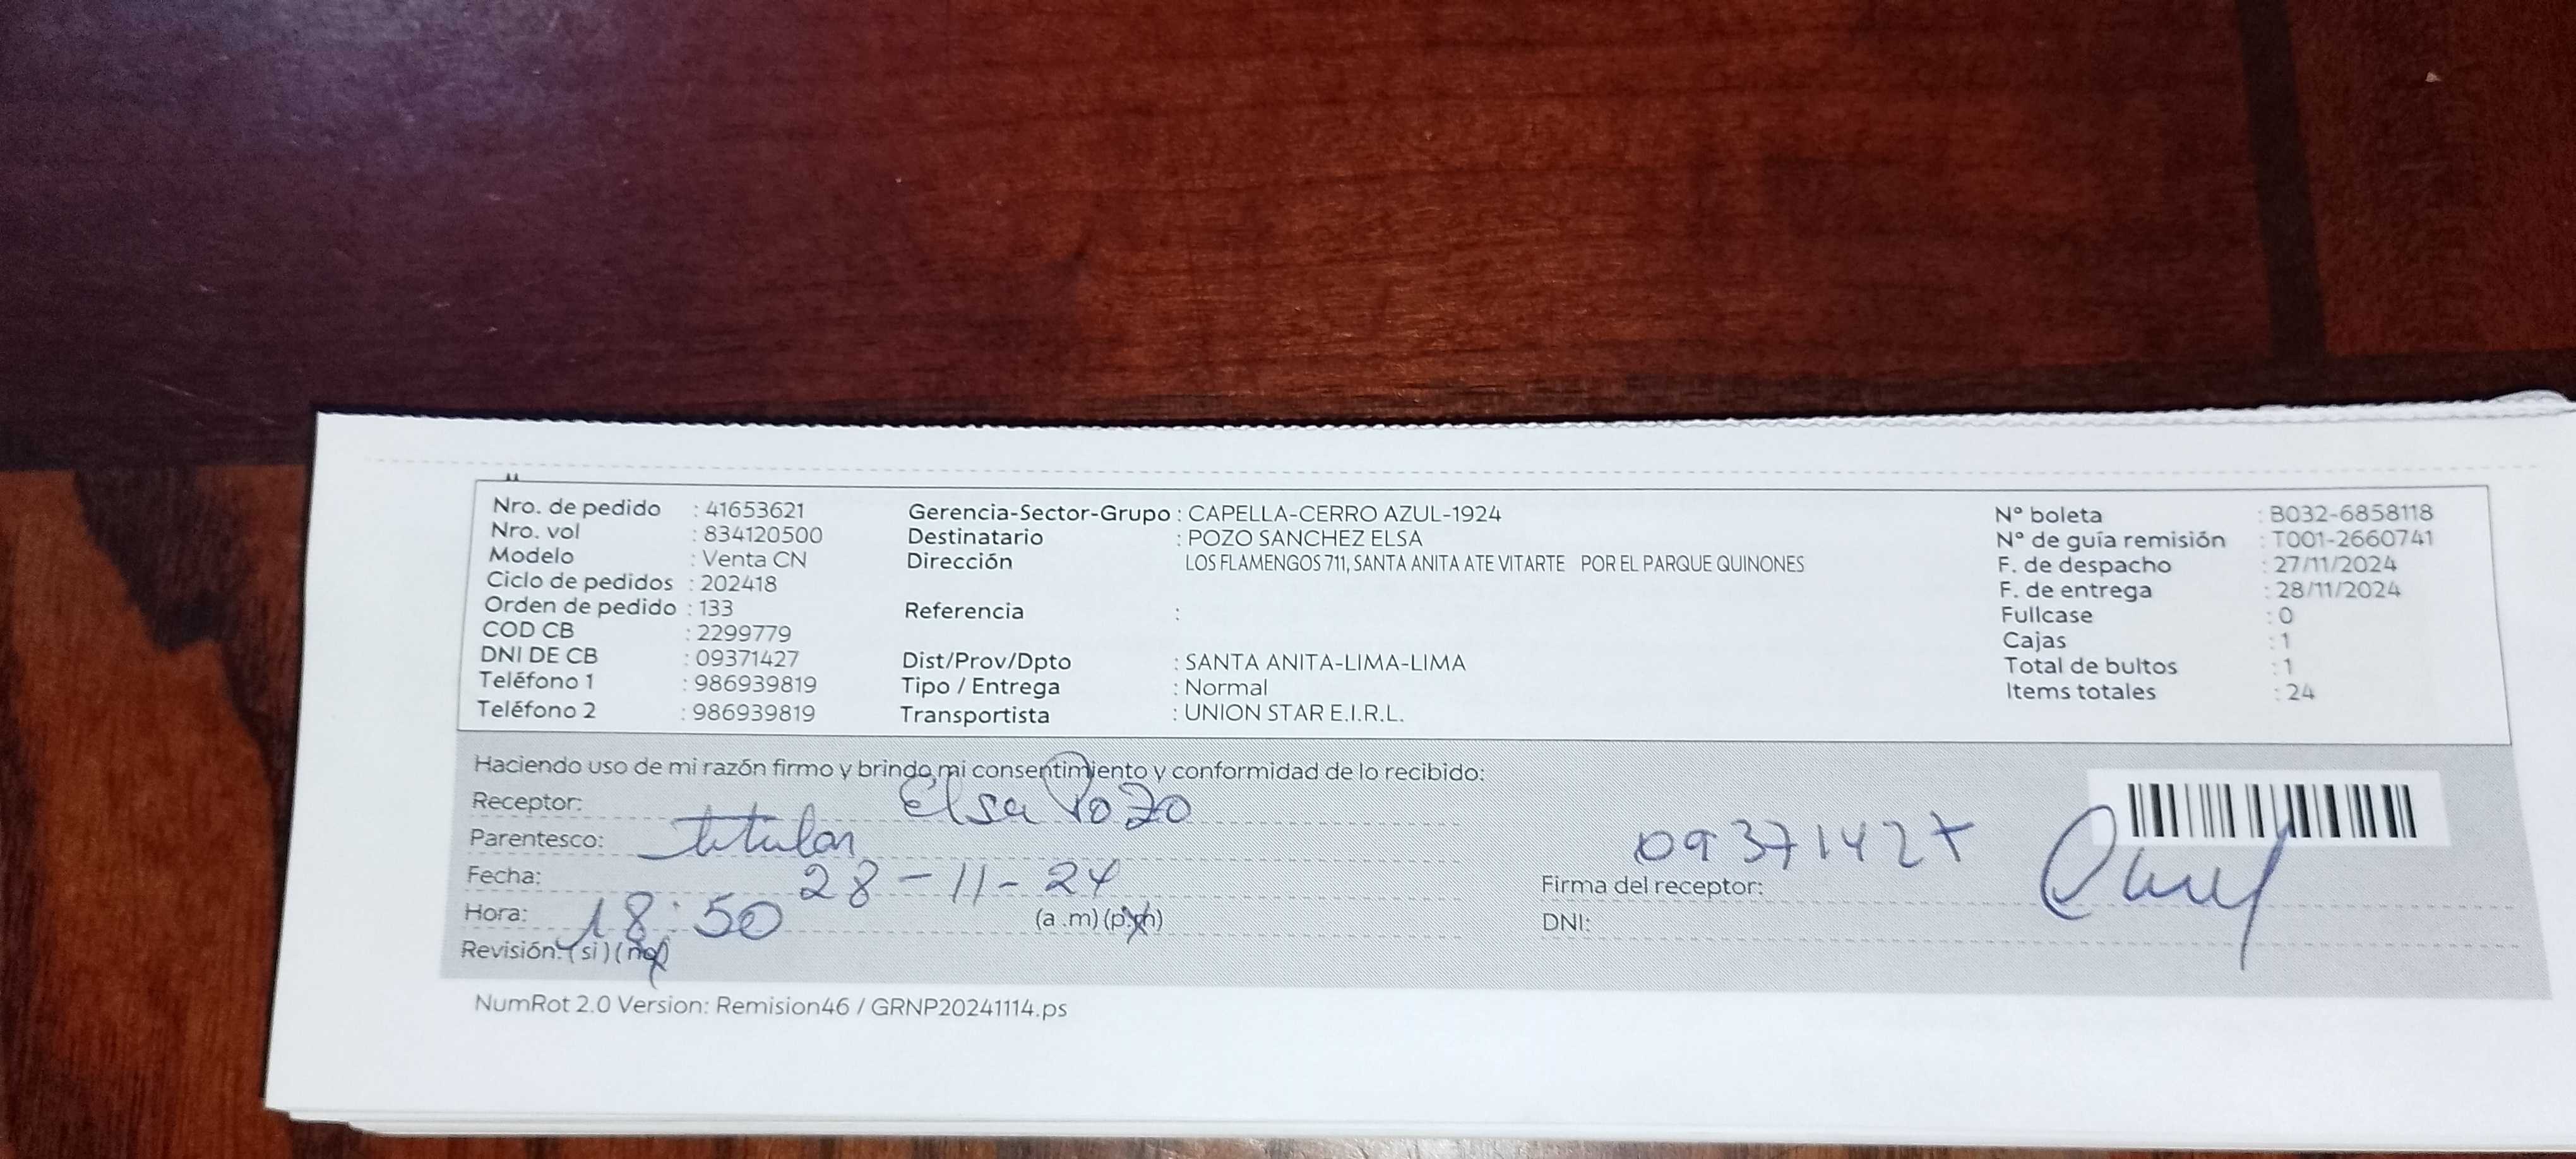 Nro. de pedido : 41653621
Nro. vol : 834120500
Modelo : Venta CN
Ciclo de pedidos : 202418
Orden de pedido : 133
COD CB : 2299779
DNI DE CB : 09371427
Teléfono 1 : 986939819
Teléfono 2 : 986939819
Gerencia-Sector-Grupo : CAPELLA-CERRO AZUL-1924
Destinatario : POZO SANCHEZ ELSA
Dirección LOS FLAMENGOS 711, SANTA ANITA ATE VITARTE POR EL PARQUE QUINONES
Referencia :
Dist/Prov/Dpto : SANTA ANITA-LIMA-LIMA
Tipo / Entrega : Normal
Transportista : UNION STAR E.I.R.L.
N° boleta : B032-6858118
N° de guía remisión : T001-2660741
F. de despacho : 27/11/2024
F. de entrega : 28/11/2024
Fullcase : 0
Cajas : 1
Total de bultos : 1
Items totales : 24
Haciendo uso de mi razón firmo y brindo mi consentimiento y conformidad de lo recibido:
Receptor: Elsa Pozo
Parentesco: titular
Fecha: 28-11-24
Hora: 18:50 (a.m) (p.m)
Revisión: (si) (no)
09371427
Firma del receptor:
DNI:
NumRot 2.0 Version: Remision46 / GRNP20241114.ps